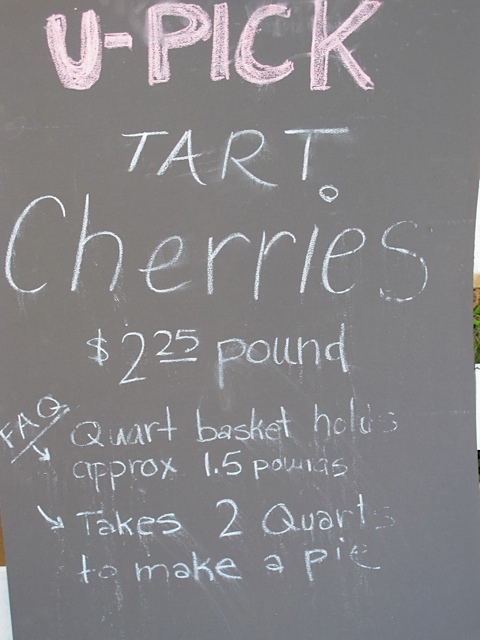 U-PICK
TART
Cherries
$2.25 pound
FAQ
Quart basket holds
approx 1.5 pounds
Takes 2 Quarts
to make a pie